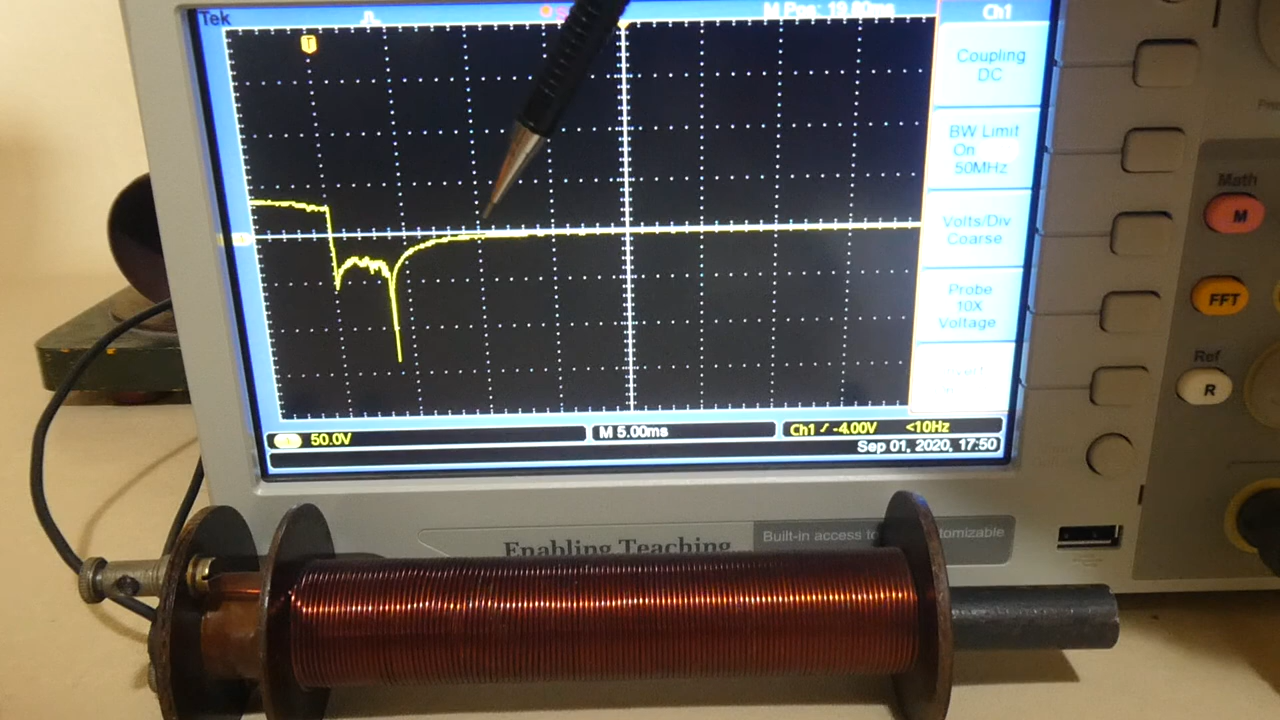 Tek
M Pos: 19.80ms
Ch1
T
Coupling
DC
BW Limit
On
50MHz
Volts/Div
Coarse
Probe
10X
Voltage
1
50.0V
M 5.00ms
Ch1 -4.00V
<10Hz
Sep 01, 2020, 17:50
Math
M
FFT
Ref
R
Enabling Teaching
Built-in access to